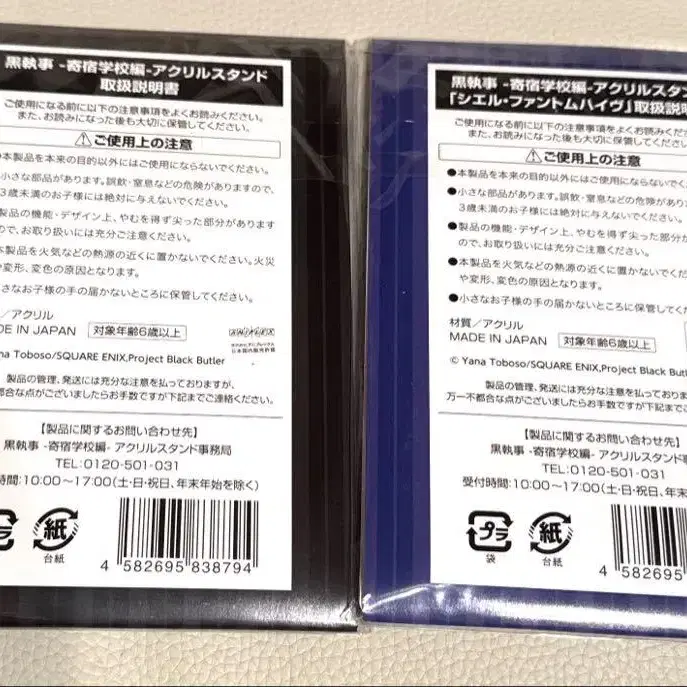 黒執事 -寄宿学校編-アクリルスタンド
取扱説明書
ご使用になる前に以下の注意事項をよくお読みください。
また、お読みになった後も大切に保管してください。
⚠ご使用上の注意
●本製品を本来の目的以外にはご使用にならないでください。
小さな部品があります。誤飲・窒息などの危険がありますので、
3歳未満のお子様には絶対に与えないでください。
製品の機能・デザイン上、やむを得ず尖った部分があります
ので、お取り扱いには充分ご注意ください。
本製品を火気などの熱源の近くに置かないでください。火災
や変形、変色の原因となります。
小さなお子様の手の届かないところに保管してください。
／アクリル
MADE IN JAPAN 対象年齢6歳以上
ANIPLEX
日本国内販売許諾
ana Toboso/SQUARE ENIX,Project Black Butler
製品の管理、発送には充分な注意を払っておりますが、
都合な点がございましたらお手数ですが下記までご連絡ください。
【製品に関するお問い合わせ先】
黒執事 -寄宿学校編- アクリルスタンド事務局
TEL:0120-501-031
時間:10:00～17:00(土・日・祝日、年末年始を除く)
紙
台紙
4 582695 838794
黒執事 -寄宿学校編-アクリルスタン
「シエル・ファントムハイヴ」取扱説明
ご使用になる前に以下の注意事項をよくお読みくださ
また、お読みになった後も大切に保管してください
⚠ご使用上の注意
●本製品を本来の目的以外にはご使用にならないでく
●小さな部品があります。誤飲・窒息などの危険があ
3歳未満のお子様には絶対に与えないでください。
●製品の機能・デザイン上、やむを得ず尖った部分が
ので、お取り扱いには充分ご注意ください。
●本製品を火気などの熱源の近くに置かないでくだ
や変形、変色の原因となります。
●小さなお子様の手の届かないところに保管してく
材質／アクリル
MADE IN JAPAN 対象年齢6歳以上
© Yana Toboso/SQUARE ENIX,Project Black Butler
製品の管理、発送には充分な注意を払っており
万一不都合な点がございましたらお手数ですが下記まで
【製品に関するお問い合わせ先】
黒執事 -寄宿学校編- アクリルスタンド事
TEL:0120-501-031
受付時間:10:00～17:00(土・日・祝日、年末年
プラ
袋
紙
台紙
4 582695